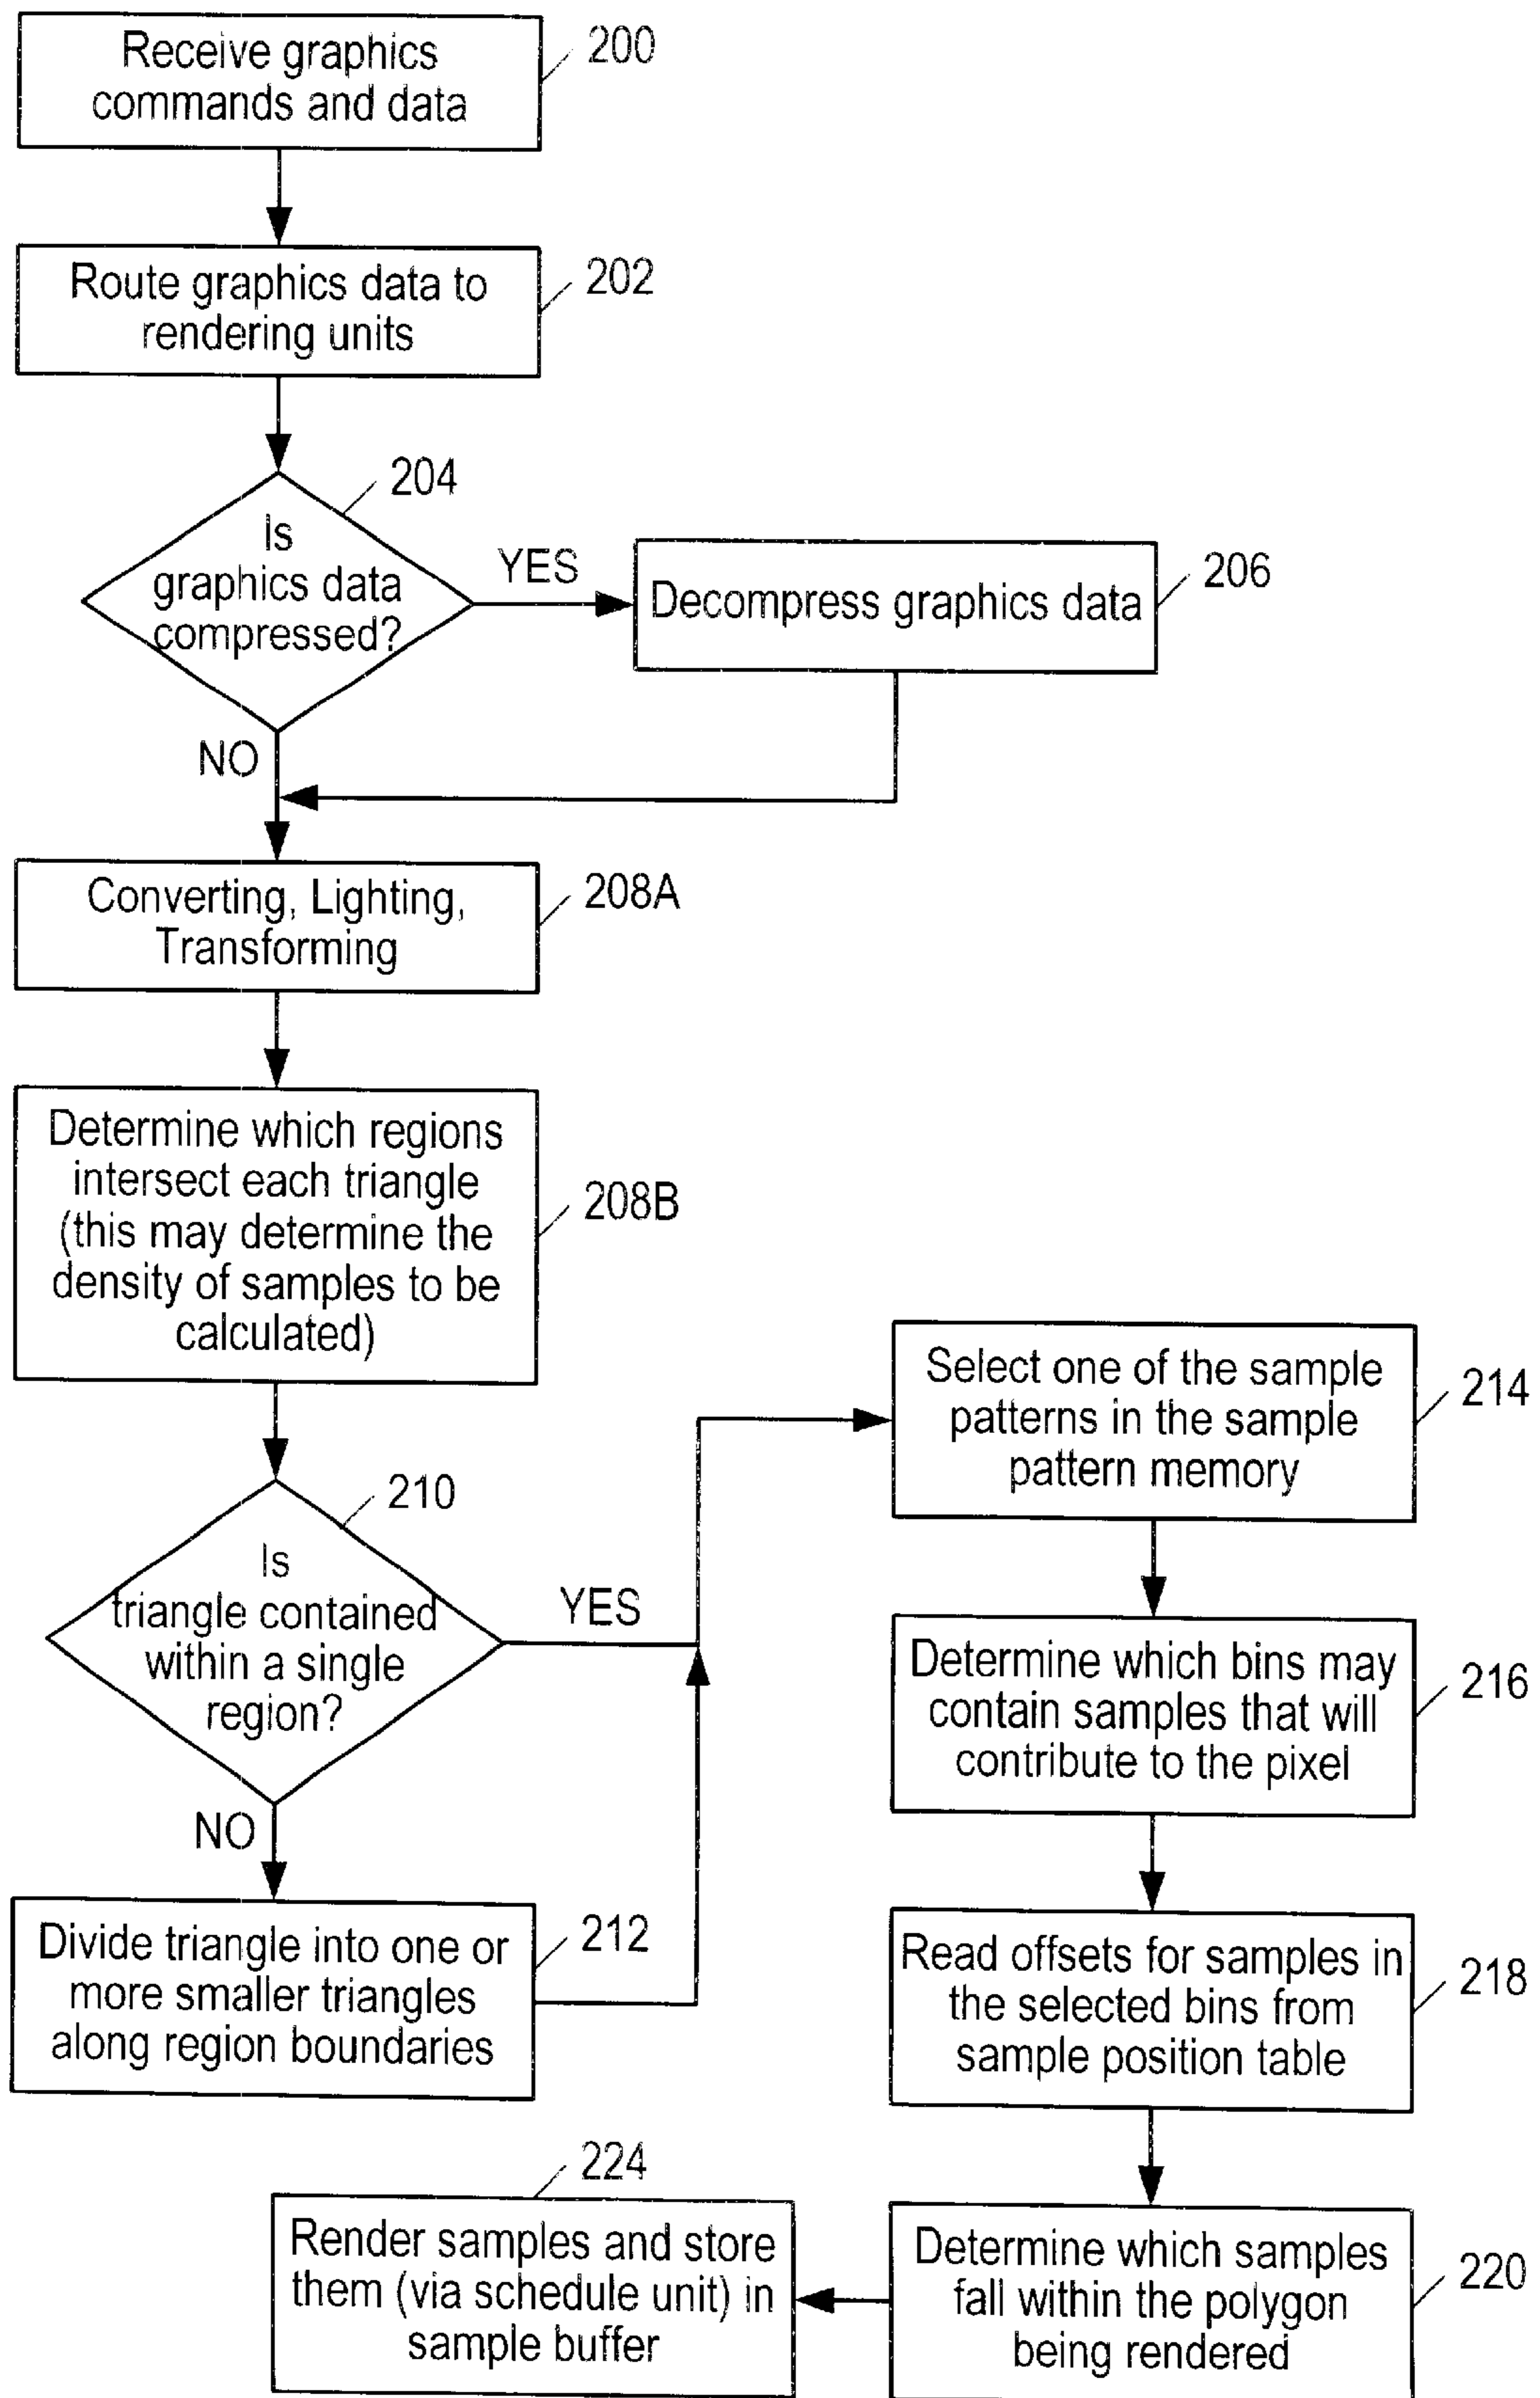 Receive graphics
commands and data
200
Route graphics data to
rendering units
202
204
Is
graphics data
compressed?
YES
NO
Decompress graphics data
206
Converting, Lighting,
Transforming
208A
Determine which regions
intersect each triangle
(this may determine the
density of samples to be
calculated)
208B
210
Is
triangle contained
within a single
region?
YES
NO
Divide triangle into one or
more smaller triangles
along region boundaries
212
Select one of the sample
patterns in the sample
pattern memory
214
Determine which bins may
contain samples that will
contribute to the pixel
216
Read offsets for samples in
the selected bins from
sample position table
218
Determine which samples
fall within the polygon
being rendered
220
224
Render samples and store
them (via schedule unit) in
sample buffer